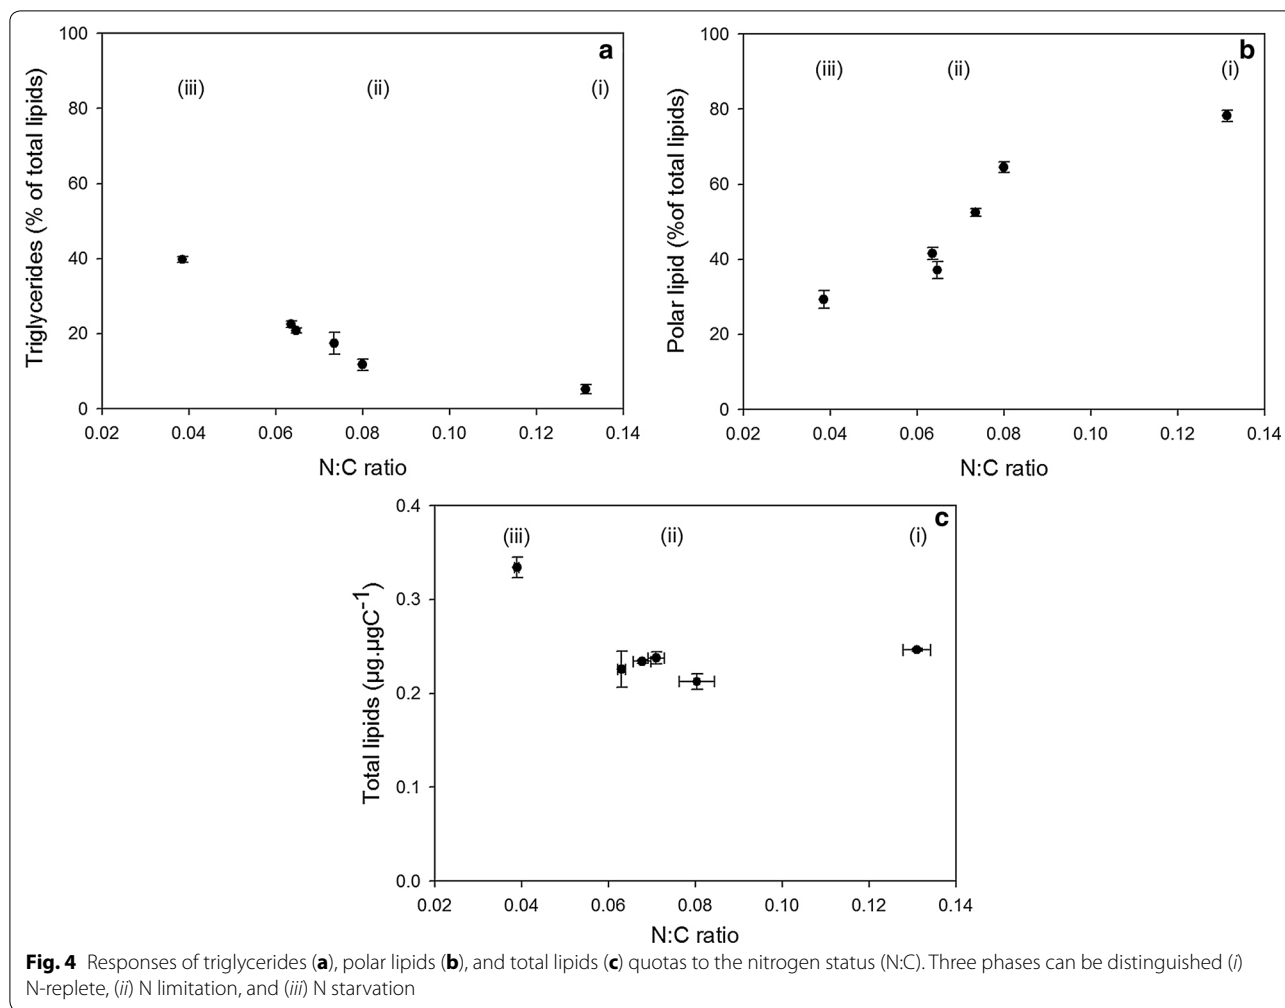 a
Triglycerides (% of total lipids)
100
80
60
40
20
0
(iii) (ii) (i)
0.02 0.04 0.06 0.08 0.10 0.12 0.14
N:C ratio
b
Polar lipid (%of total lipids)
100
80
60
40
20
0
(iii) (ii) (i)
0.02 0.04 0.06 0.08 0.10 0.12 0.14
N:C ratio
c
Total lipids (µg.µgC⁻¹)
0.4
0.3
0.2
0.1
0.0
(iii) (ii) (i)
0.02 0.04 0.06 0.08 0.10 0.12 0.14
N:C ratio
Fig. 4 Responses of triglycerides (a), polar lipids (b), and total lipids (c) quotas to the nitrogen status (N:C). Three phases can be distinguished (i)
N-replete, (ii) N limitation, and (iii) N starvation